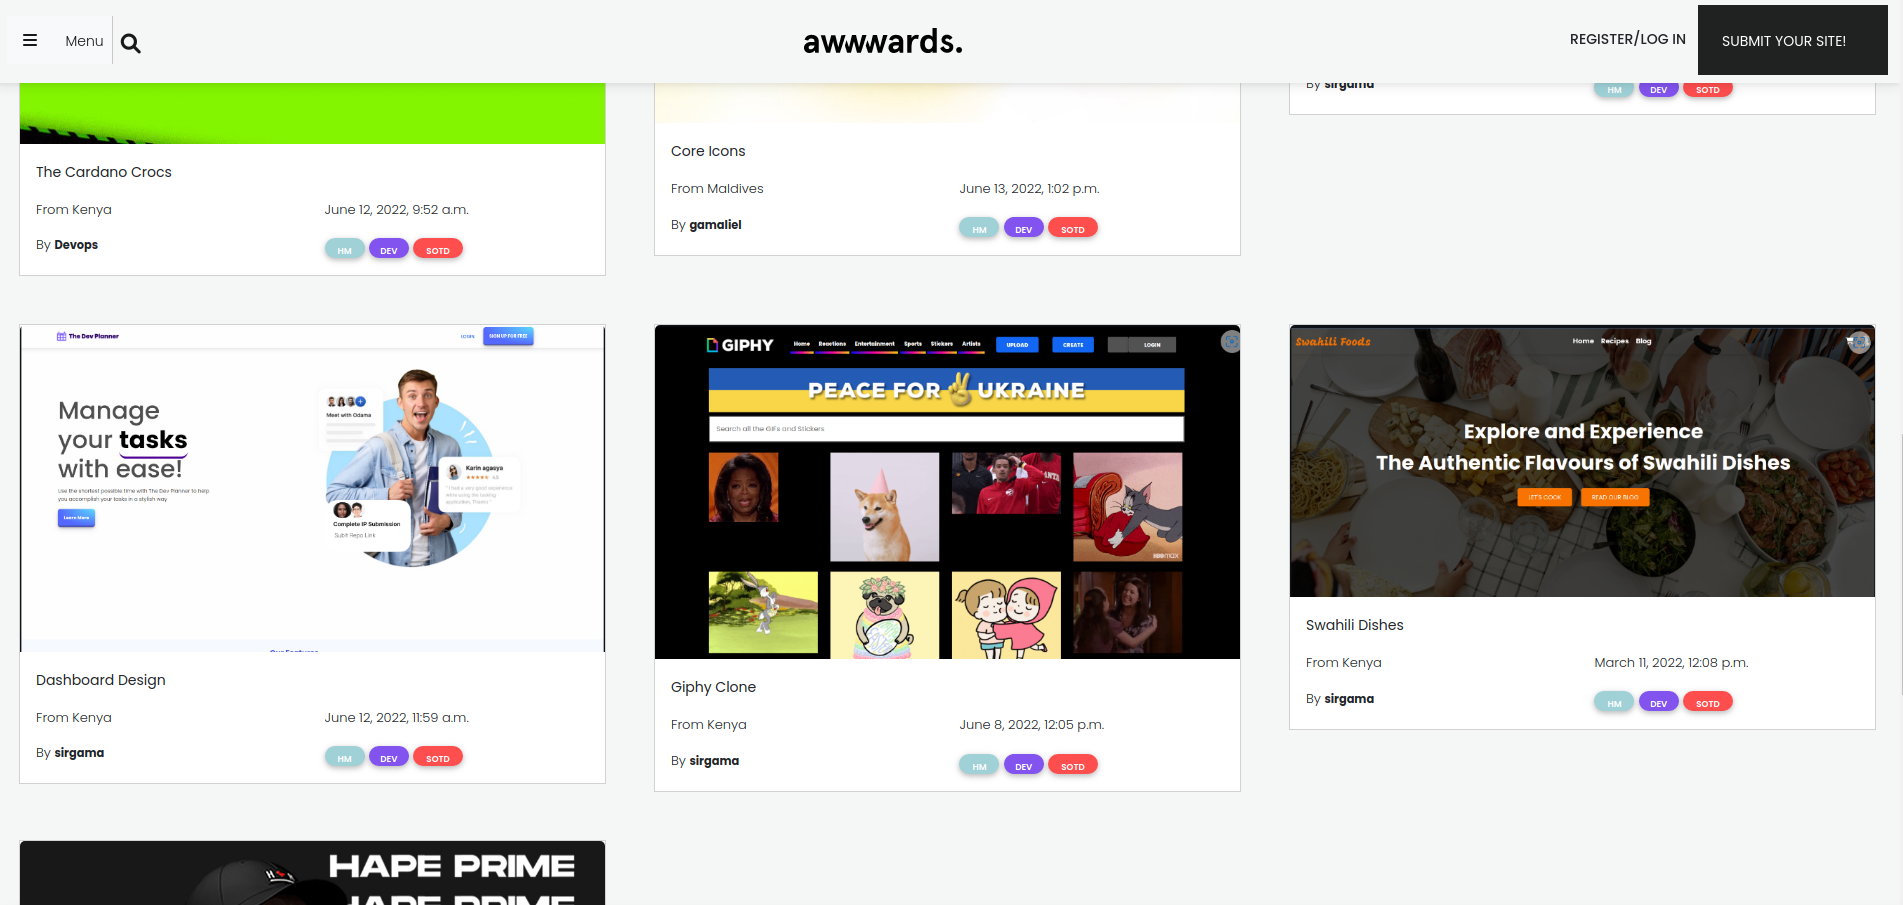 Menu
awwwards.
REGISTER/LOG IN
SUBMIT YOUR SITE!
By sirgama
HM DEV SOTD
The Cardano Crocs
From Kenya
June 12, 2022, 9:52 a.m.
By Devops
HM DEV SOTD
Core Icons
From Maldives
June 13, 2022, 1:02 p.m.
By gamaliel
HM DEV SOTD
The Dev Planner
LOGIN
SIGN UP FOR FREE
Manage
your tasks
with ease!
Use the shortest possible time with The Dev Planner to help
you accomplish your tasks in a stylish way
Learn More
Meet with Odama
Karin agasya
4.5
Complete IP Submission
Subit Repo Link
Our Features
Dashboard Design
From Kenya
June 12, 2022, 11:59 a.m.
By sirgama
HM DEV SOTD
GIPHY
Home Reactions Entertainment Sports Stickers Artists
UPLOAD
CREATE
LOGIN
PEACE FOR UKRAINE
Search all the GIFs and Stickers
HBOMAX
Giphy Clone
From Kenya
June 8, 2022, 12:05 p.m.
By sirgama
HM DEV SOTD
Swahili Foods
Home Recipes Blog
Explore and Experience
The Authentic Flavours of Swahili Dishes
LET'S COOK
READ OUR BLOG
Swahili Dishes
From Kenya
March 11, 2022, 12:08 p.m.
By sirgama
HM DEV SOTD
HAPE PRIME
HAPE PRIME